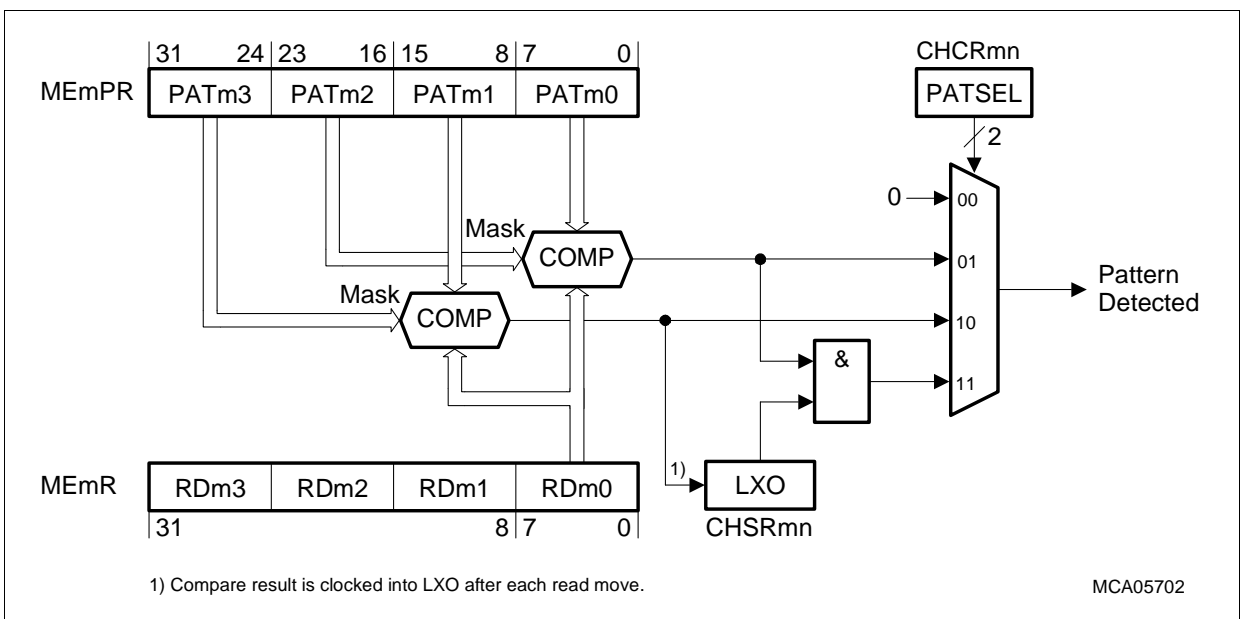 31 24 23 16 15 8 7 0
CHCRmn
MEmPR PATm3 PATm2 PATm1 PATm0 PATSEL
2
0 00
Mask
COMP 01
Pattern
Detected
Mask
COMP 10
&
11
MEmR RDm3 RDm2 RDm1 RDm0 1) LXO
31 8 7 0 CHSRmn
1) Compare result is clocked into LXO after each read move. MCA05702